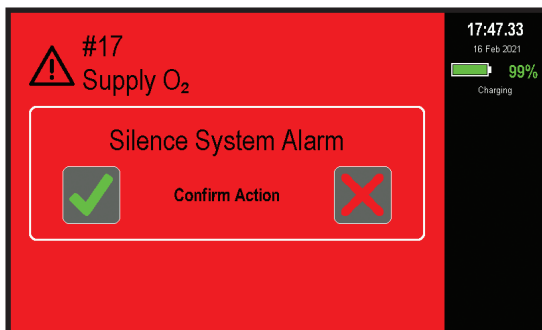 #17
Supply O₂
Silence System Alarm
Confirm Action
17:47.33
16 Feb 2021
99%
Charging